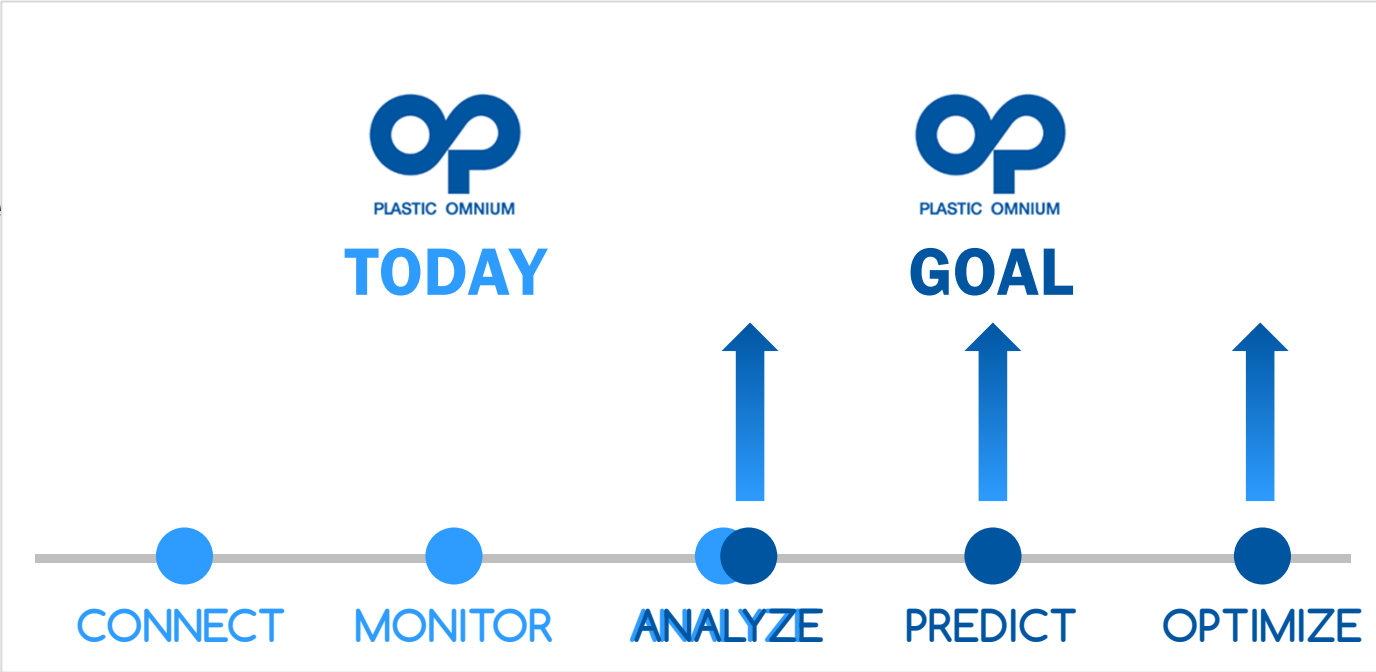 PLASTIC OMNIUM
PLASTIC OMNIUM
TODAY
GOAL
CONNECT
MONITOR
ANALYZE
PREDICT
OPTIMIZE